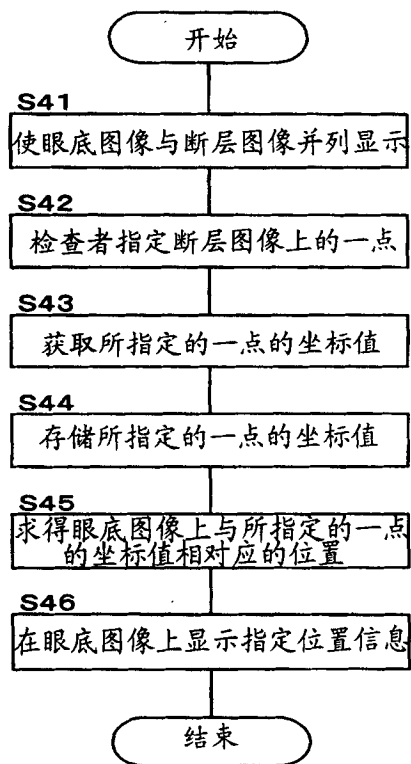 开始
S41
使眼底图像与断层图像并列显示
S42
检查者指定断层图像上的一点
S43
获取所指定的一点的坐标值
S44
存储所指定的一点的坐标值
S45
求得眼底图像上与所指定的一点
的坐标值相对应的位置
S46
在眼底图像上显示指定位置信息
结束